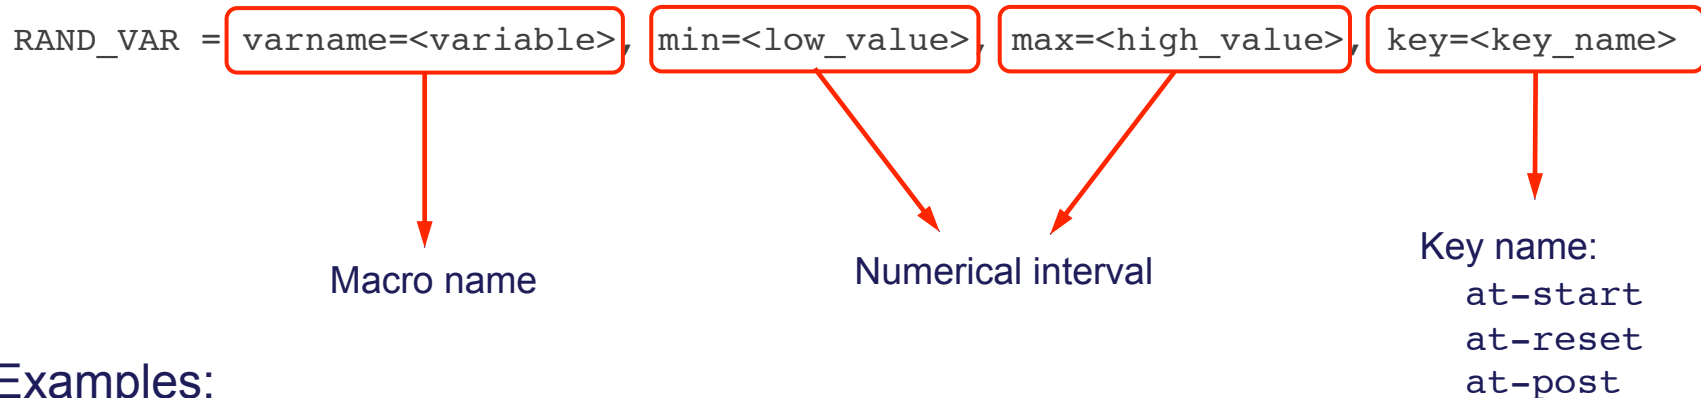 RAND_VAR = varname=<variable>, min=<low_value>, max=<high_value>, key=<key_name>
Macro name
Numerical interval
Key name:
at-start
at-reset
at-post
Examples: